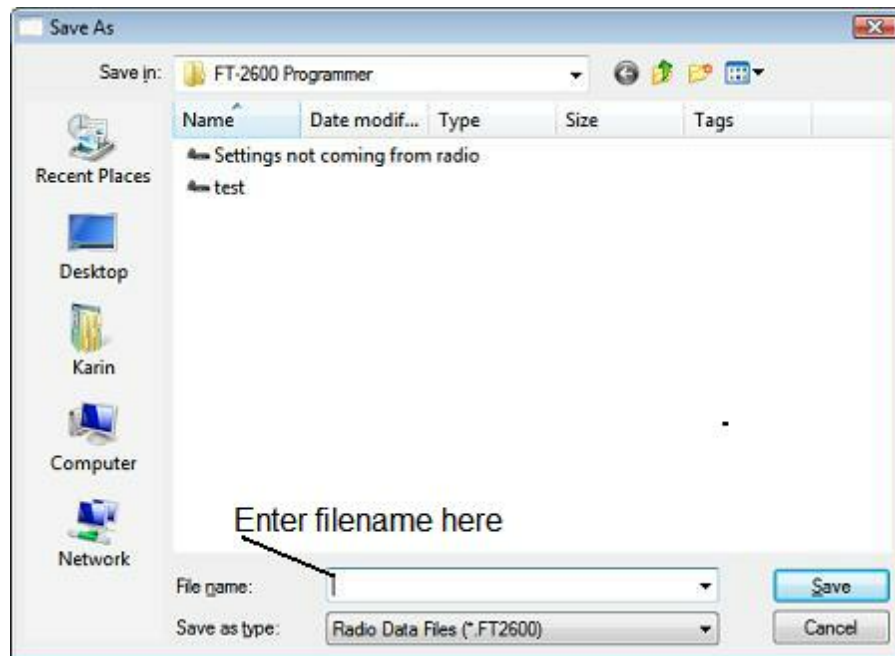 Save As
Save in: FT-2600 Programmer
Name Date modif... Type Size Tags
Settings not coming from radio
test
Recent Places
Desktop
Karin
Computer
Network
Enter filename here
File name: Save
Save as type: Radio Data Files (*.FT2600) Cancel